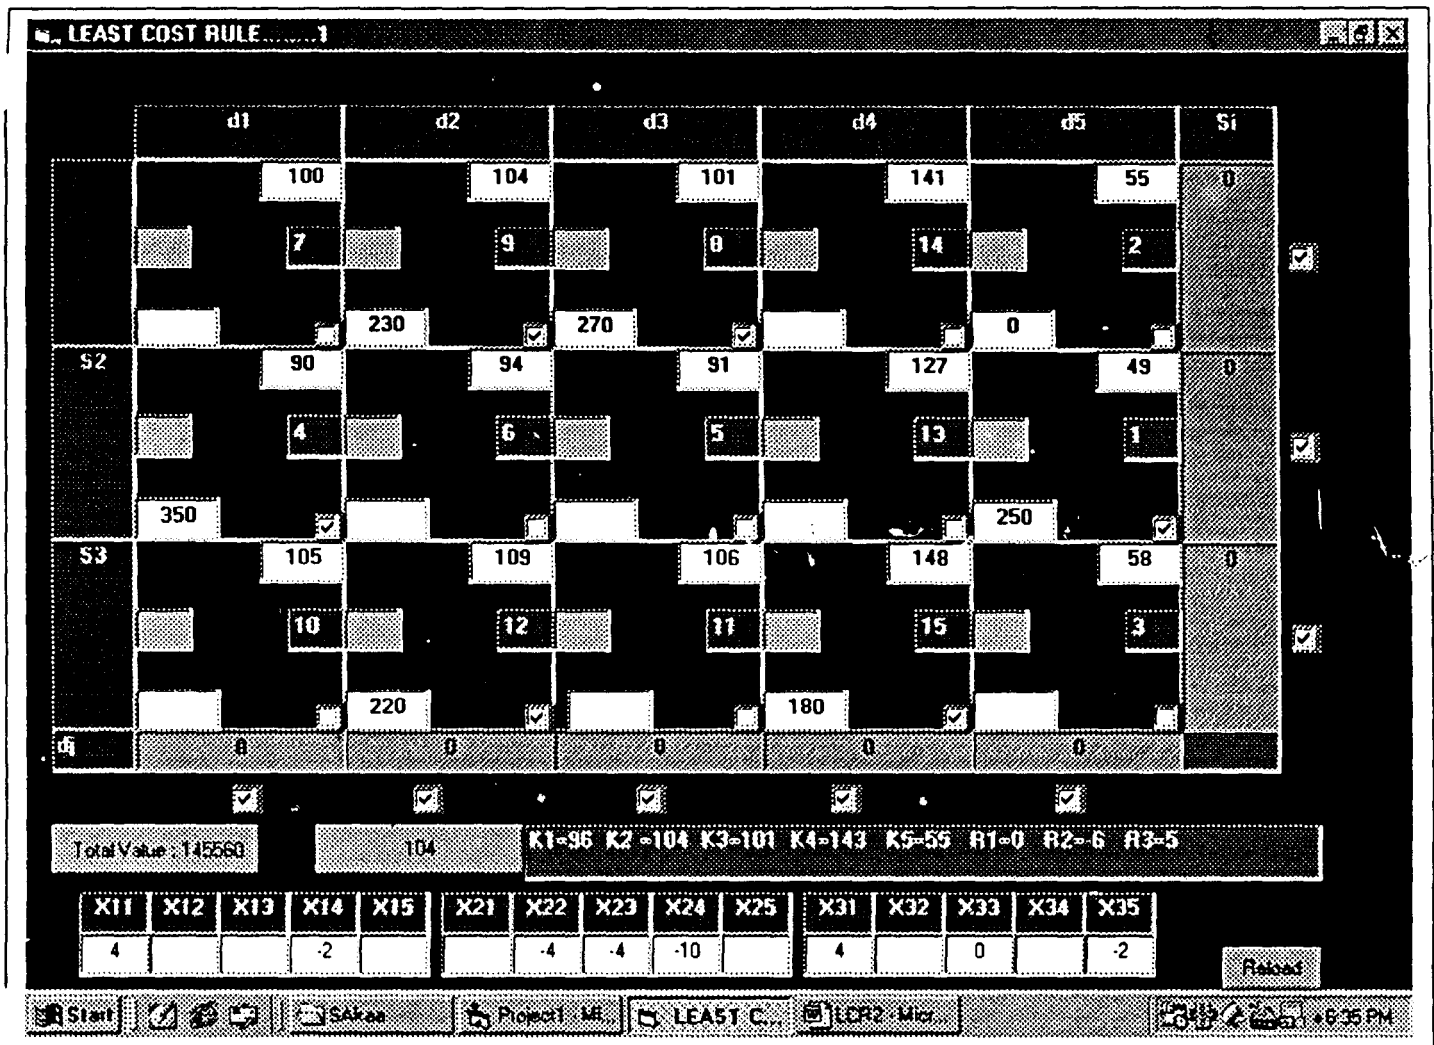 LEAST COST RULE........1
d1 d2 d3 d4 d5 Si
100 104 101 141 55 0
7 9 8 14 2
230 270 0
S2 90 94 91 127 49 0
4 6 5 13 1
350 250
S3 105 109 106 148 58 0
10 12 11 15 3
220 180
dj 0 0 0 0 0
Total Value : 145560 104 K1=96 K2 =104 K3=101 K4=143 K5=55 R1=0 R2=-6 R3=5
X11 X12 X13 X14 X15 X21 X22 X23 X24 X25 X31 X32 X33 X34 X35
4 -2 -4 -4 -10 4 0 -2
Reload
Start SAkaa Project1 - Mi... LEAST C... LCR2 - Micr... 6:35 PM